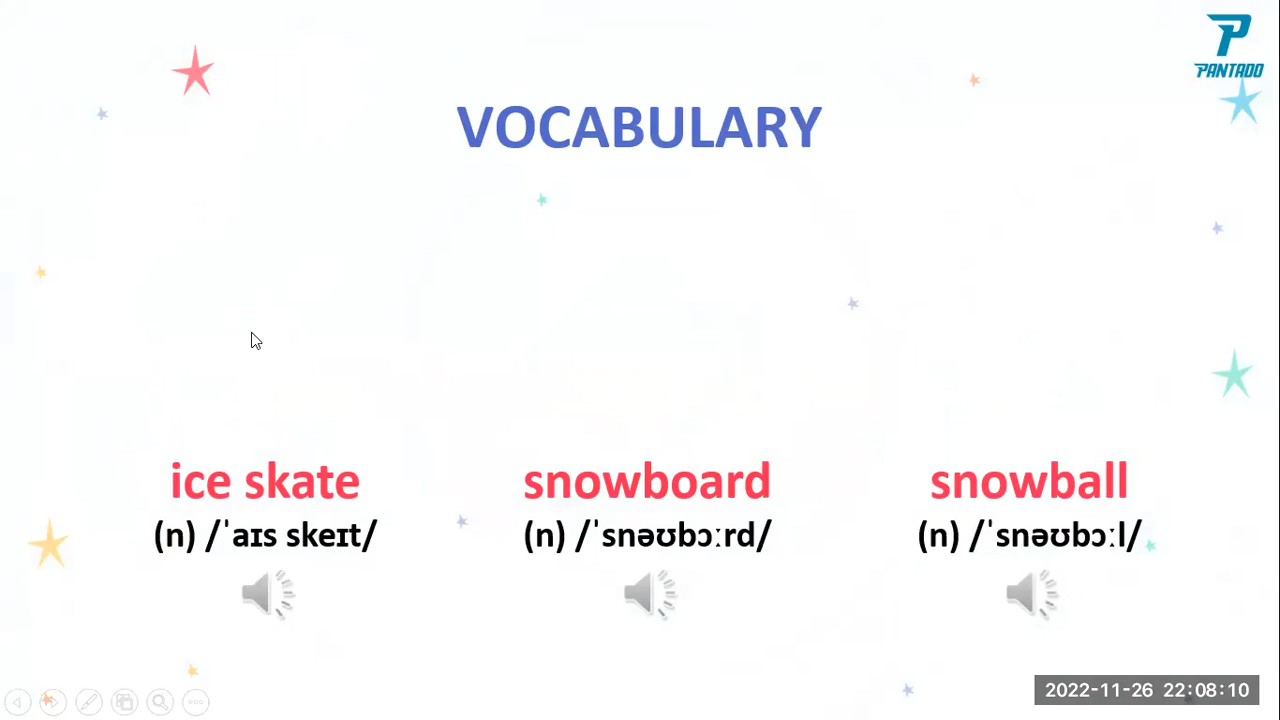 PANTADO
VOCABULARY
ice skate
(n) /ˈaɪs skeɪt/
snowboard
(n) /ˈsnəʊbɔːrd/
snowball
(n) /ˈsnəʊbɔːl/
2022-11-26 22:08:10